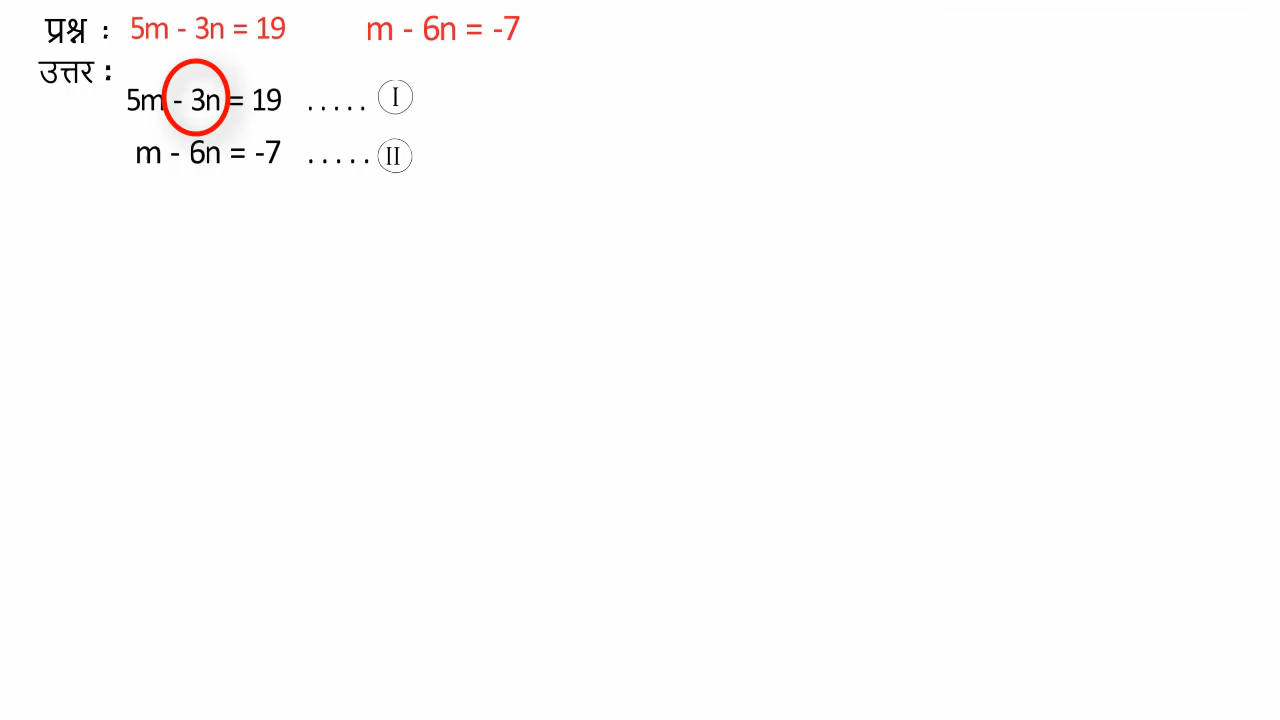 प्रश्न : 5m - 3n = 19 m - 6n = -7
उत्तर :
5m - 3n = 19 ..... I
m - 6n = -7 ..... II